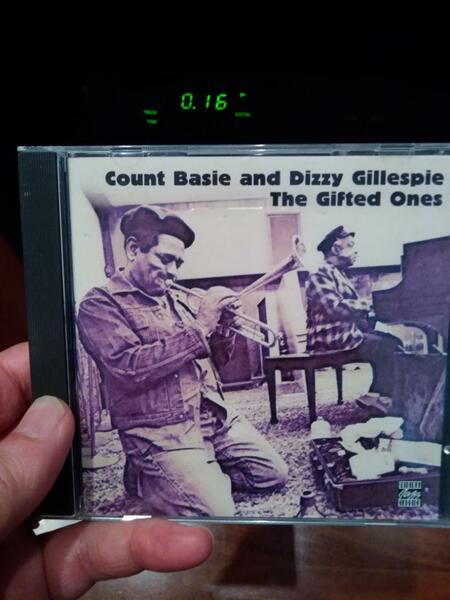 0.16
Count Basie and Dizzy Gillespie
The Gifted Ones